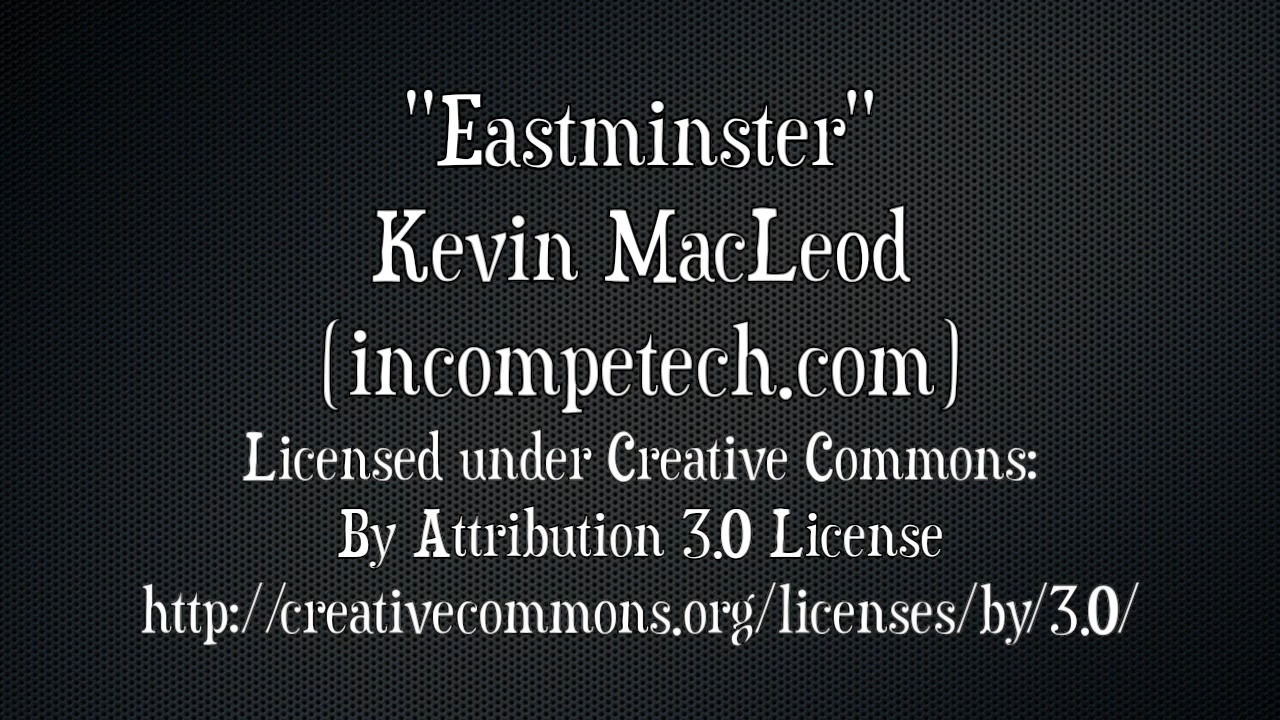 "Eastminster"
Kevin MacLeod
(incompetech.com)
Licensed under Creative Commons:
By Attribution 3.0 License
http://creativecommons.org/licenses/by/3.0/